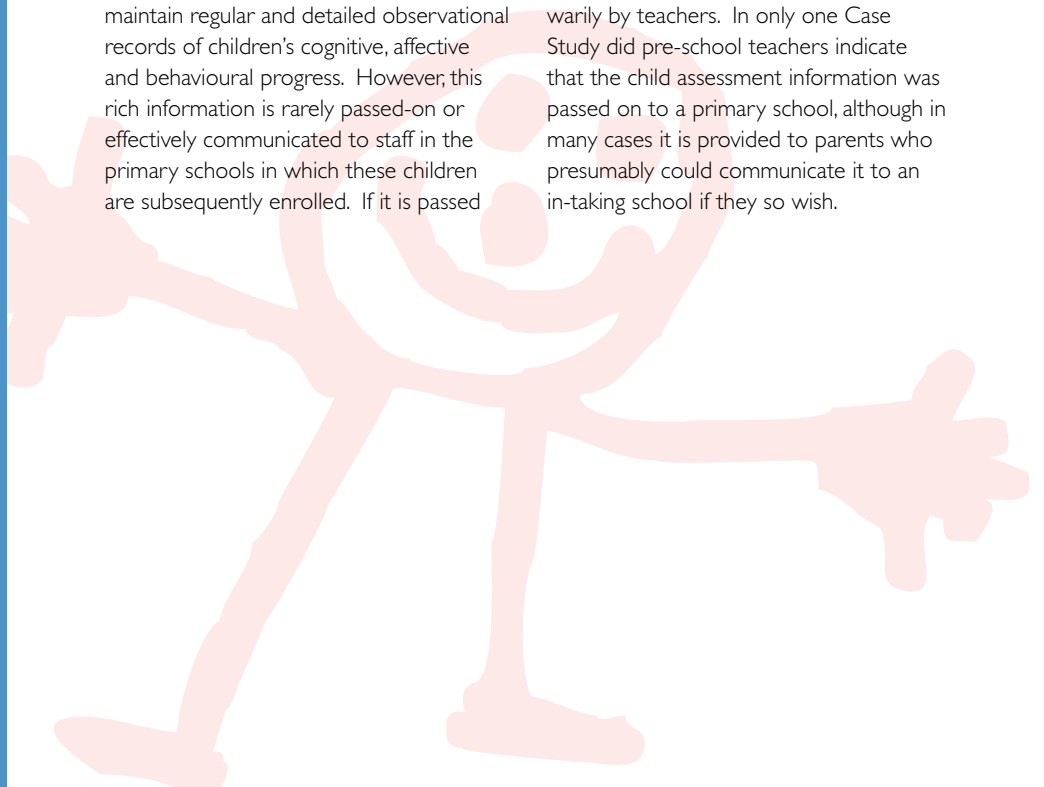 maintain regular and detailed observational
records of children's cognitive, affective
and behavioural progress.  However, this
rich information is rarely passed-on or
effectively communicated to staff in the
primary schools in which these children
are subsequently enrolled.  If it is passed
warily by teachers.  In only one Case
Study did pre-school teachers indicate
that the child assessment information was
passed on to a primary school, although in
many cases it is provided to parents who
presumably could communicate it to an
in-taking school if they so wish.